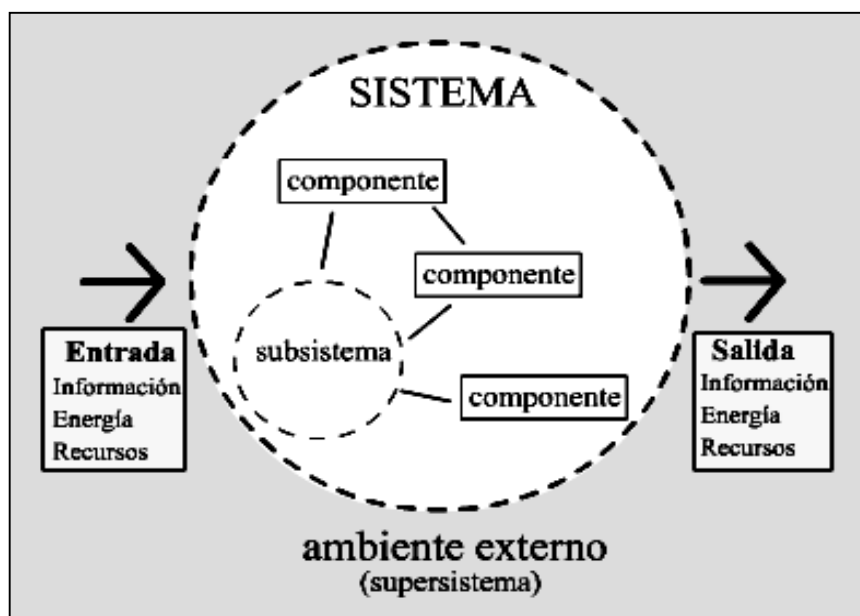 SISTEMA
componente
componente
subsistema
componente
Entrada
Información
Energía
Recursos
Salida
Información
Energía
Recursos
ambiente externo
(supersistema)